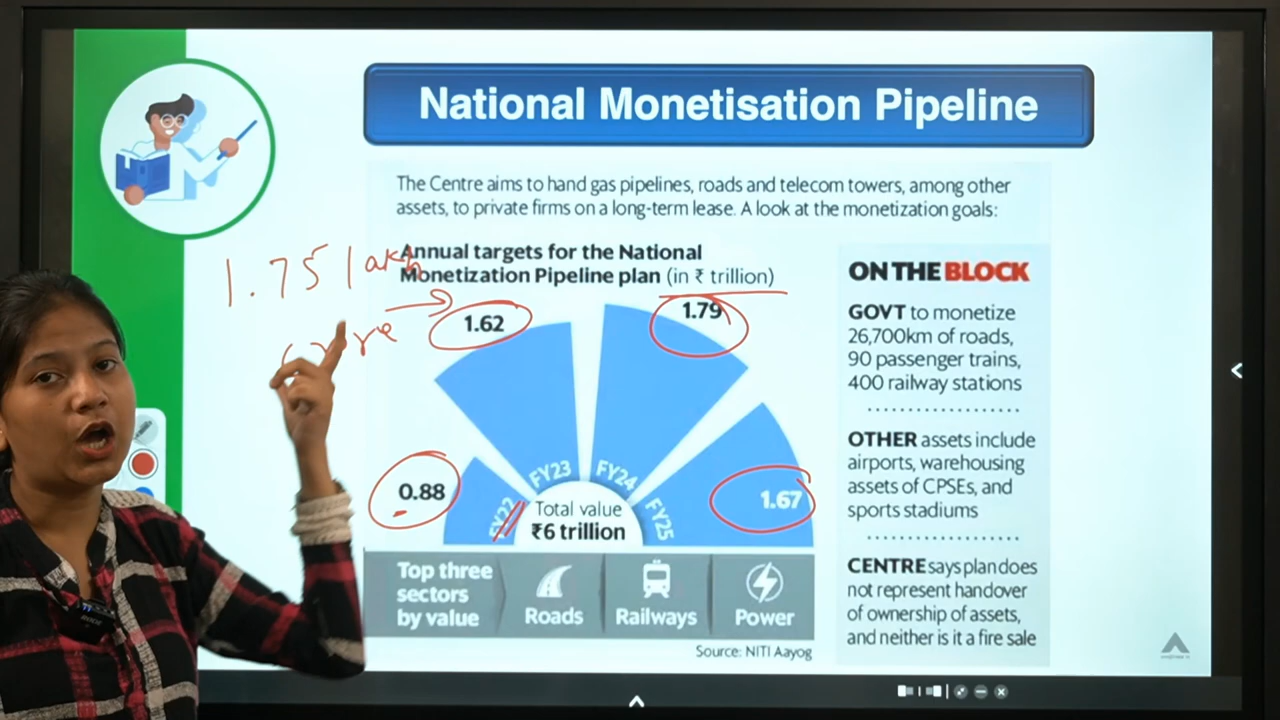 National Monetisation Pipeline
The Centre aims to hand gas pipelines, roads and telecom towers, among other
assets, to private firms on a long-term lease. A look at the monetization goals:
Annual targets for the National
Monetization Pipeline plan (in ₹ trillion)
1.75 lakh
crore
0.88
1.62
1.79
1.67
FY22
FY23
FY24
FY25
Total value
₹6 trillion
Top three
sectors
by value
Roads
Railways
Power
Source: NITI Aayog
ON THE BLOCK
GOVT to monetize
26,700km of roads,
90 passenger trains,
400 railway stations
OTHER assets include
airports, warehousing
assets of CPSEs, and
sports stadiums
CENTRE says plan does
not represent handover
of ownership of assets,
and neither is it a fire sale